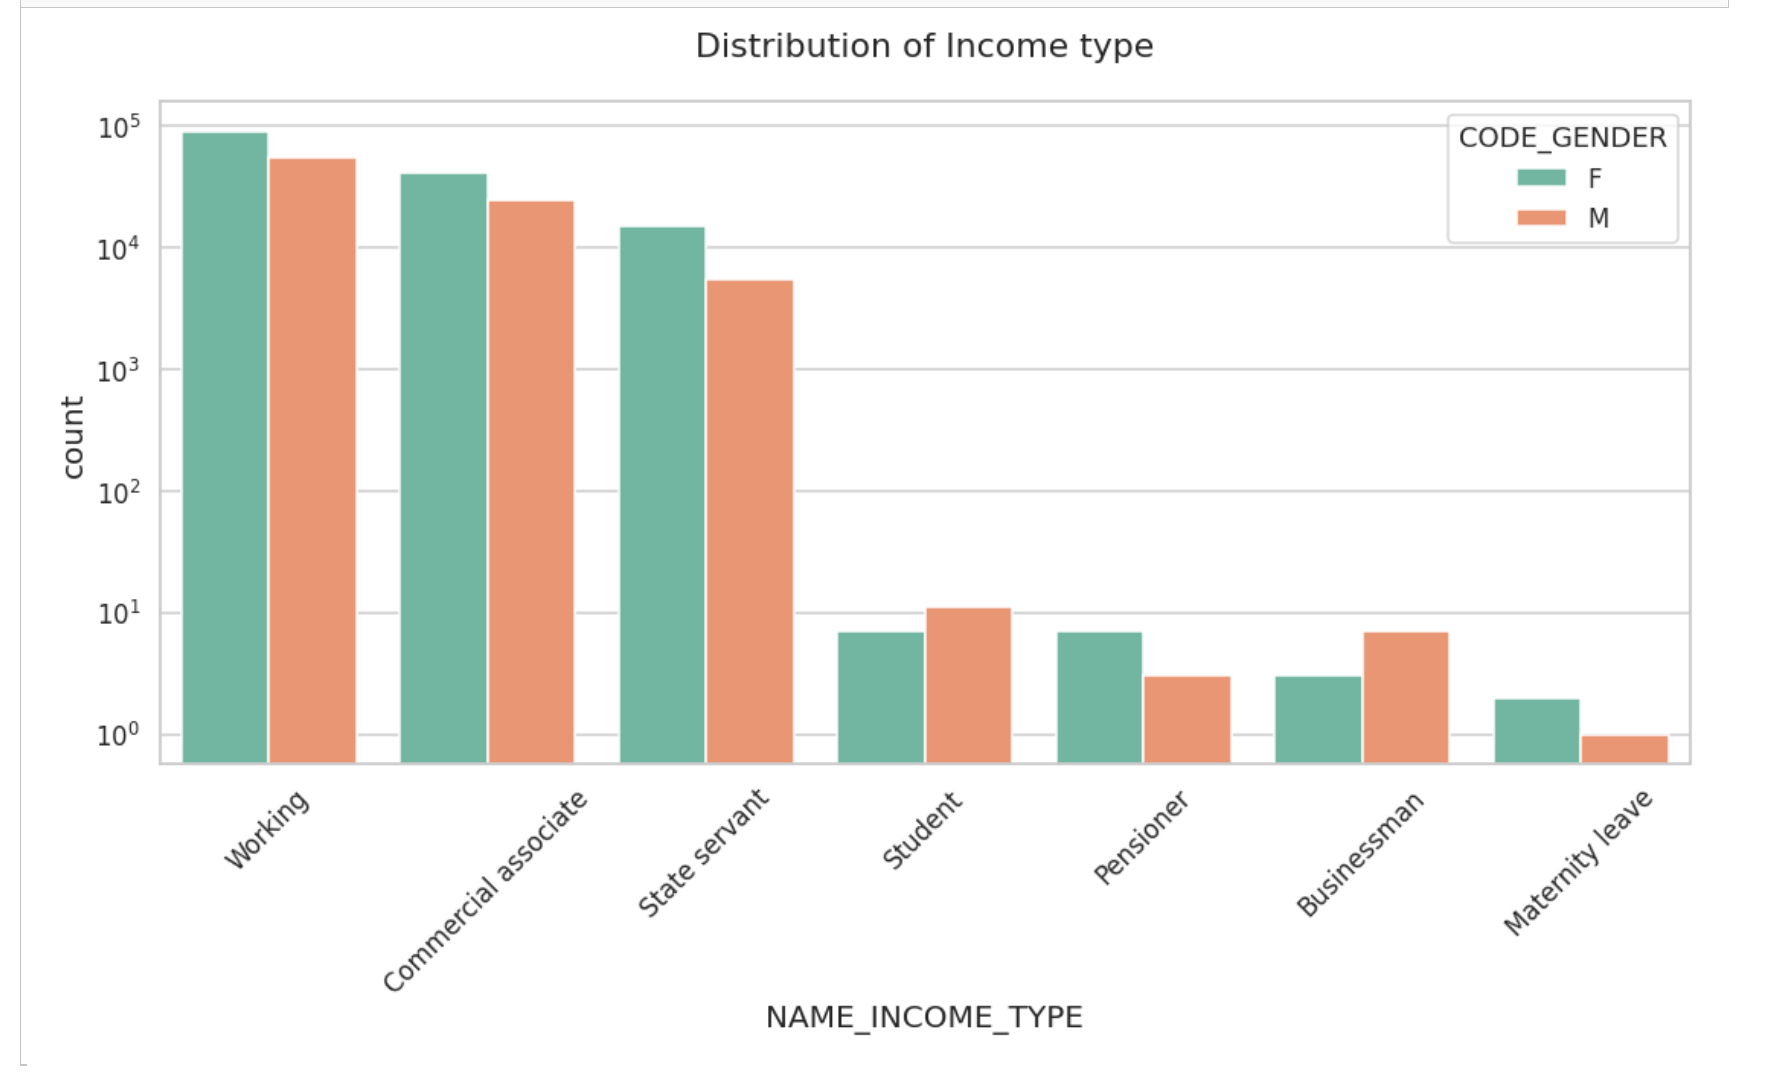 Distribution of Income type
10^5
10^4
10^3
10^2
10^1
10^0
count
CODE_GENDER
F
M
Working
Commercial associate
State servant
Student
Pensioner
Businessman
Maternity leave
NAME_INCOME_TYPE